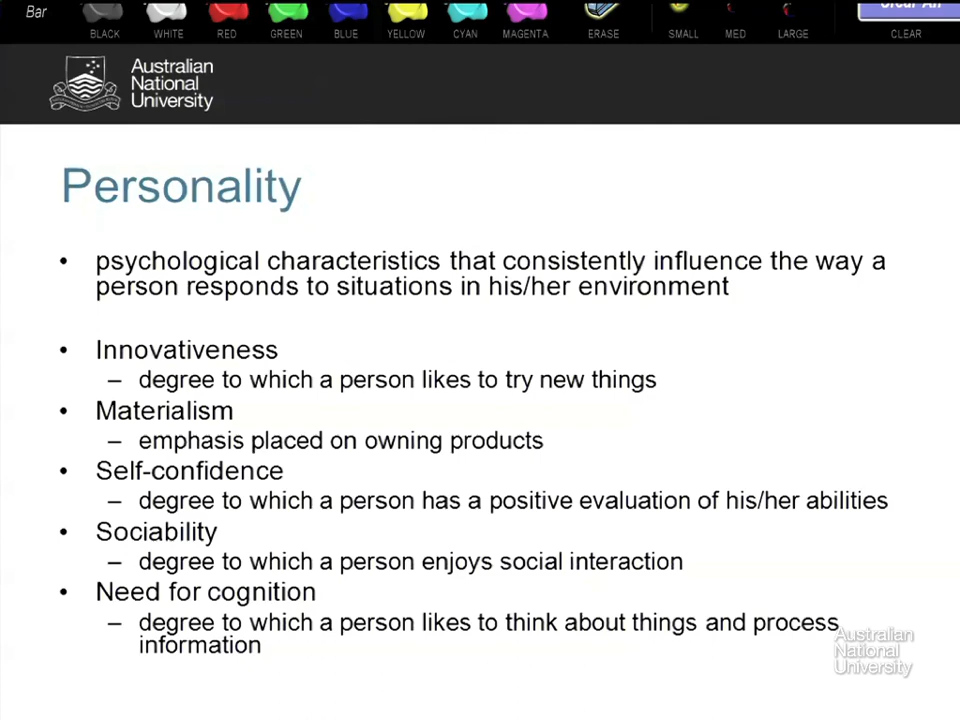 Bar
BLACK WHITE RED GREEN BLUE YELLOW CYAN MAGENTA ERASE SMALL MED LARGE CLEAR
Australian
National
University
Personality
• psychological characteristics that consistently influence the way a
person responds to situations in his/her environment
• Innovativeness
– degree to which a person likes to try new things
• Materialism
– emphasis placed on owning products
• Self-confidence
– degree to which a person has a positive evaluation of his/her abilities
• Sociability
– degree to which a person enjoys social interaction
• Need for cognition
– degree to which a person likes to think about things and process
information
Australian
National
University